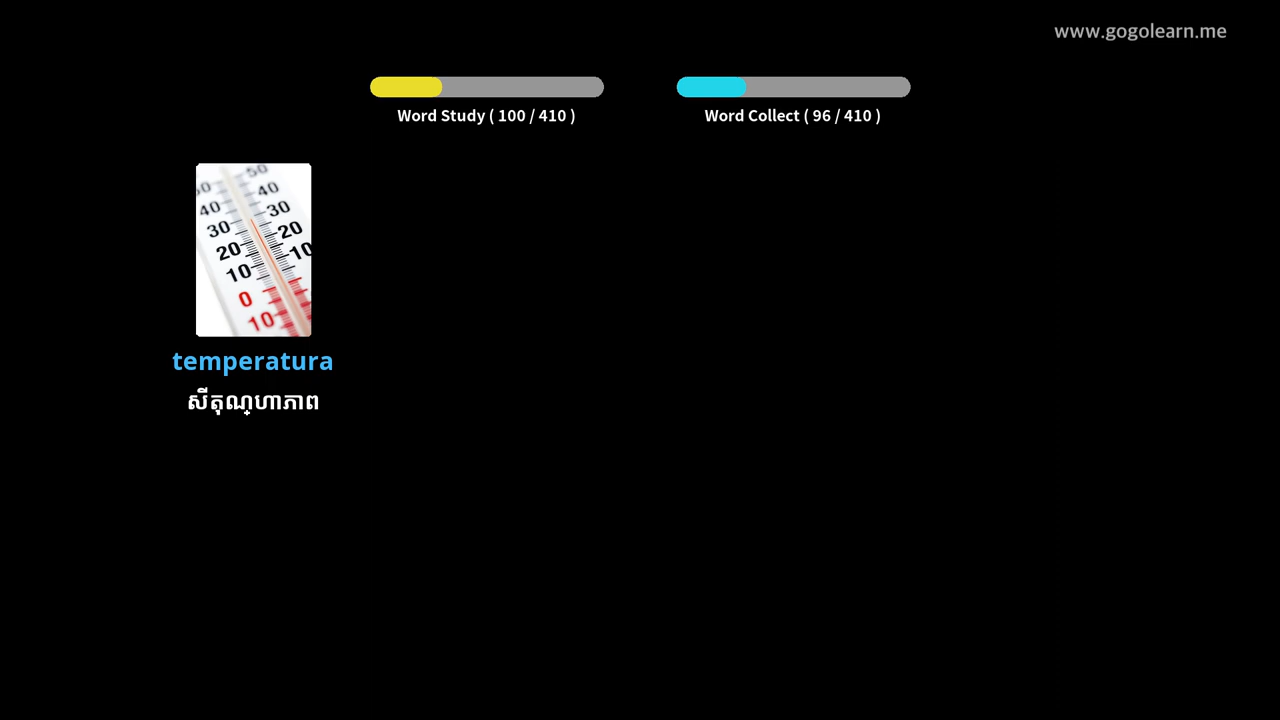 www.gogolearn.me
Word Study ( 100 / 410 )
Word Collect ( 96 / 410 )
50
40 40
30 30
20 20
10 10
0
10
temperatura
សីតុណ្ហាភាព